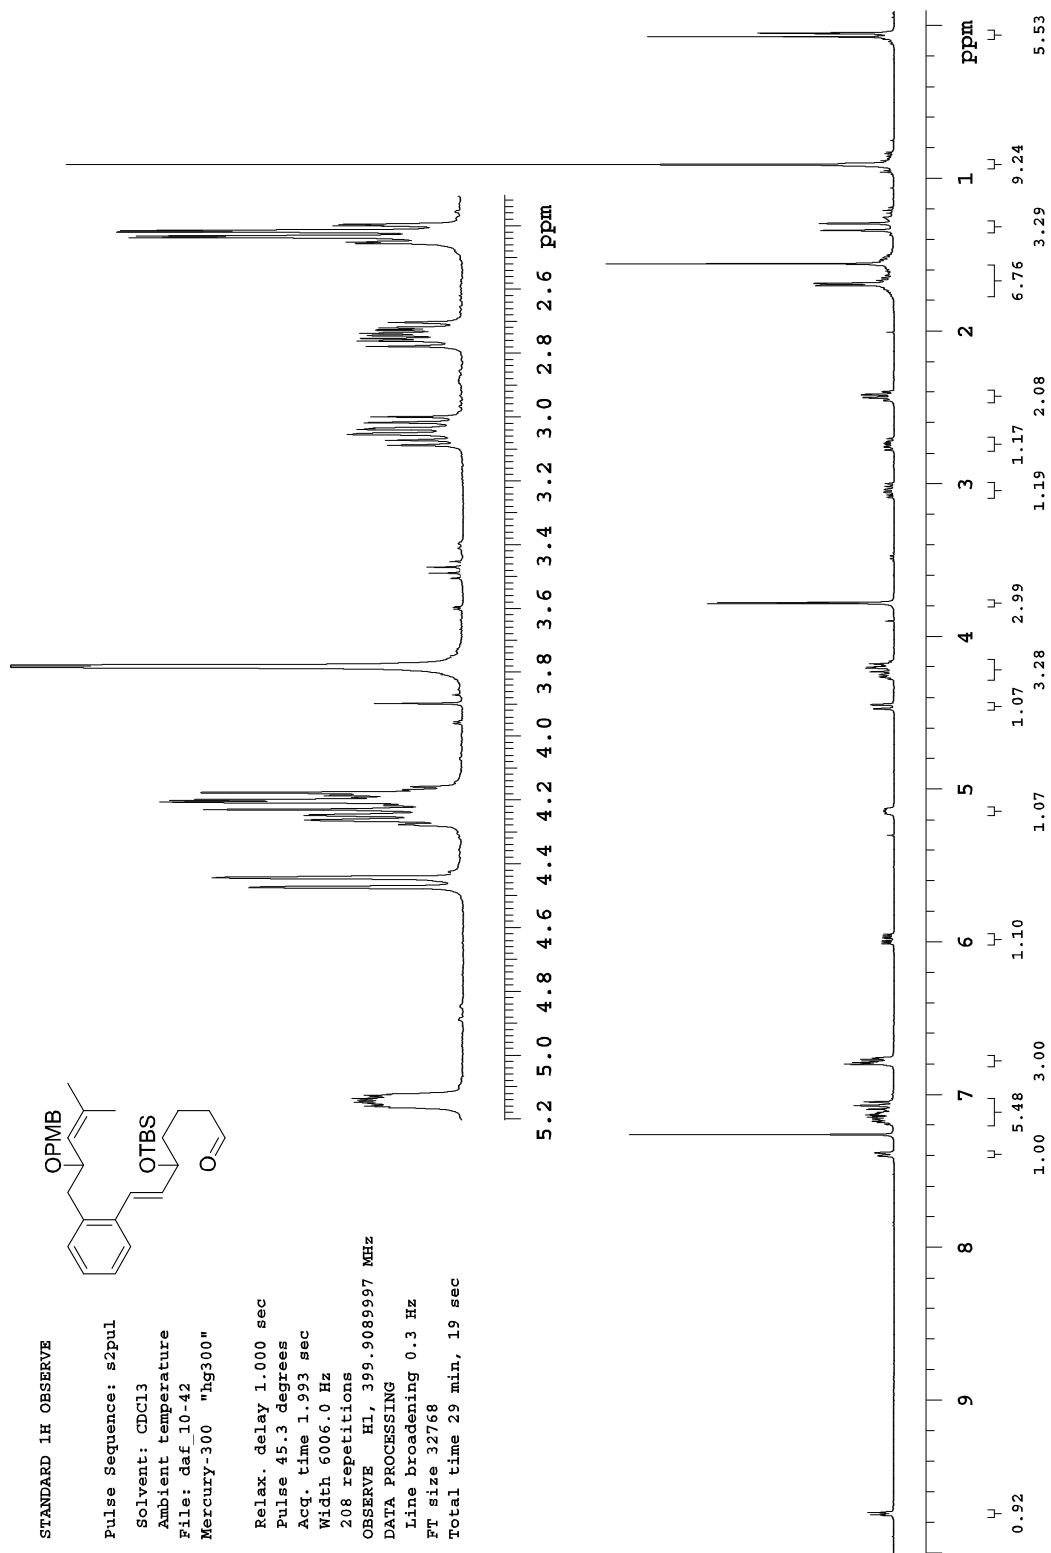 STANDARD 1H OBSERVE
Pulse Sequence: s2pul
Solvent: CDCl3
Ambient temperature
File: daf_10-42
Mercury-300 "hg300"
Relax. delay 1.000 sec
Pulse 45.3 degrees
Acq. time 1.993 sec
Width 6006.0 Hz
208 repetitions
OBSERVE H1, 399.9089997 MHz
DATA PROCESSING
Line broadening 0.3 Hz
FT size 32768
Total time 29 min, 19 sec
OPMB
OTBS
O
5.2 5.0 4.8 4.6 4.4 4.2 4.0 3.8 3.6 3.4 3.2 3.0 2.8 2.6 ppm
9 8 7 6 5 4 3 2 1 ppm
0.92 1.00 5.48 3.00 1.10 1.07 1.07 3.28 2.99 1.19 1.17 2.08 6.76 3.29 9.24 5.53